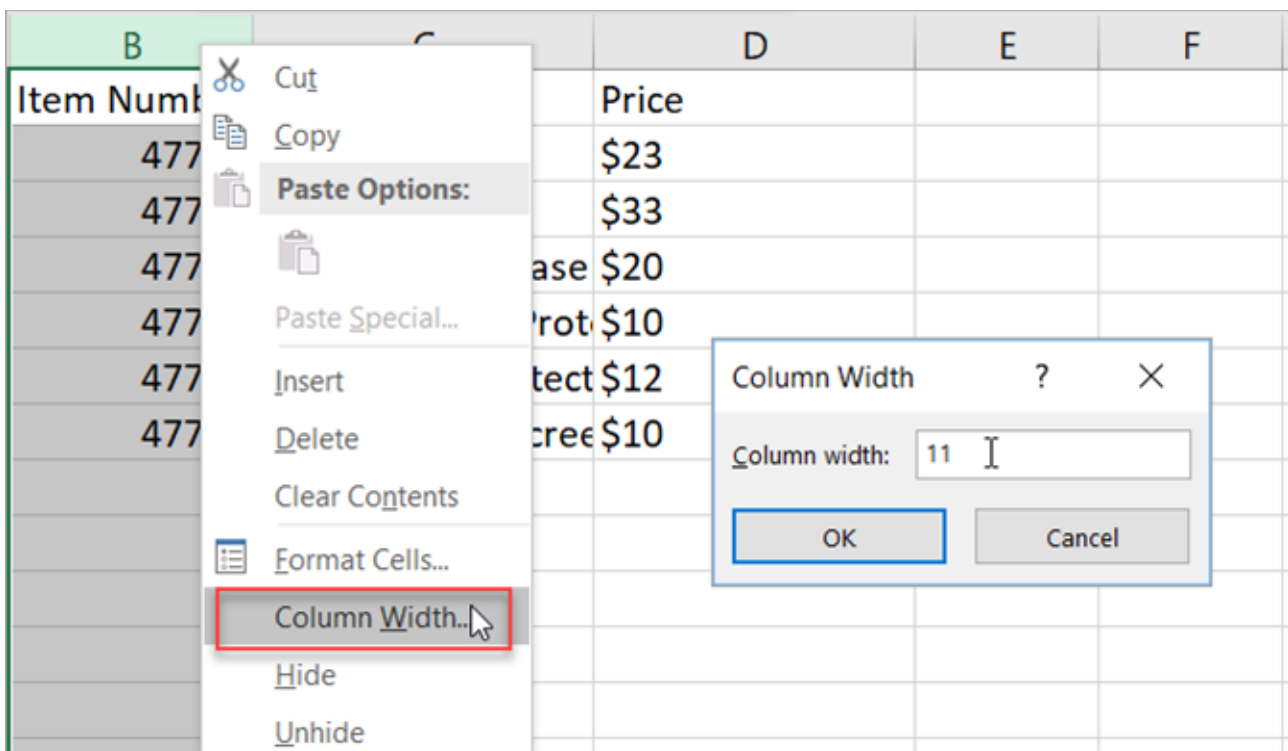 B D E F
Item Numb Price
Cut
Copy
477 $23
Paste Options:
477 $33
477 ase $20
Paste Special...
477 Prot $10
Insert
477 tect $12
Delete
477 cree $10
Clear Contents
Format Cells...
Column Width...
Hide
Unhide
Column Width ? ×
Column width: 11
OK Cancel